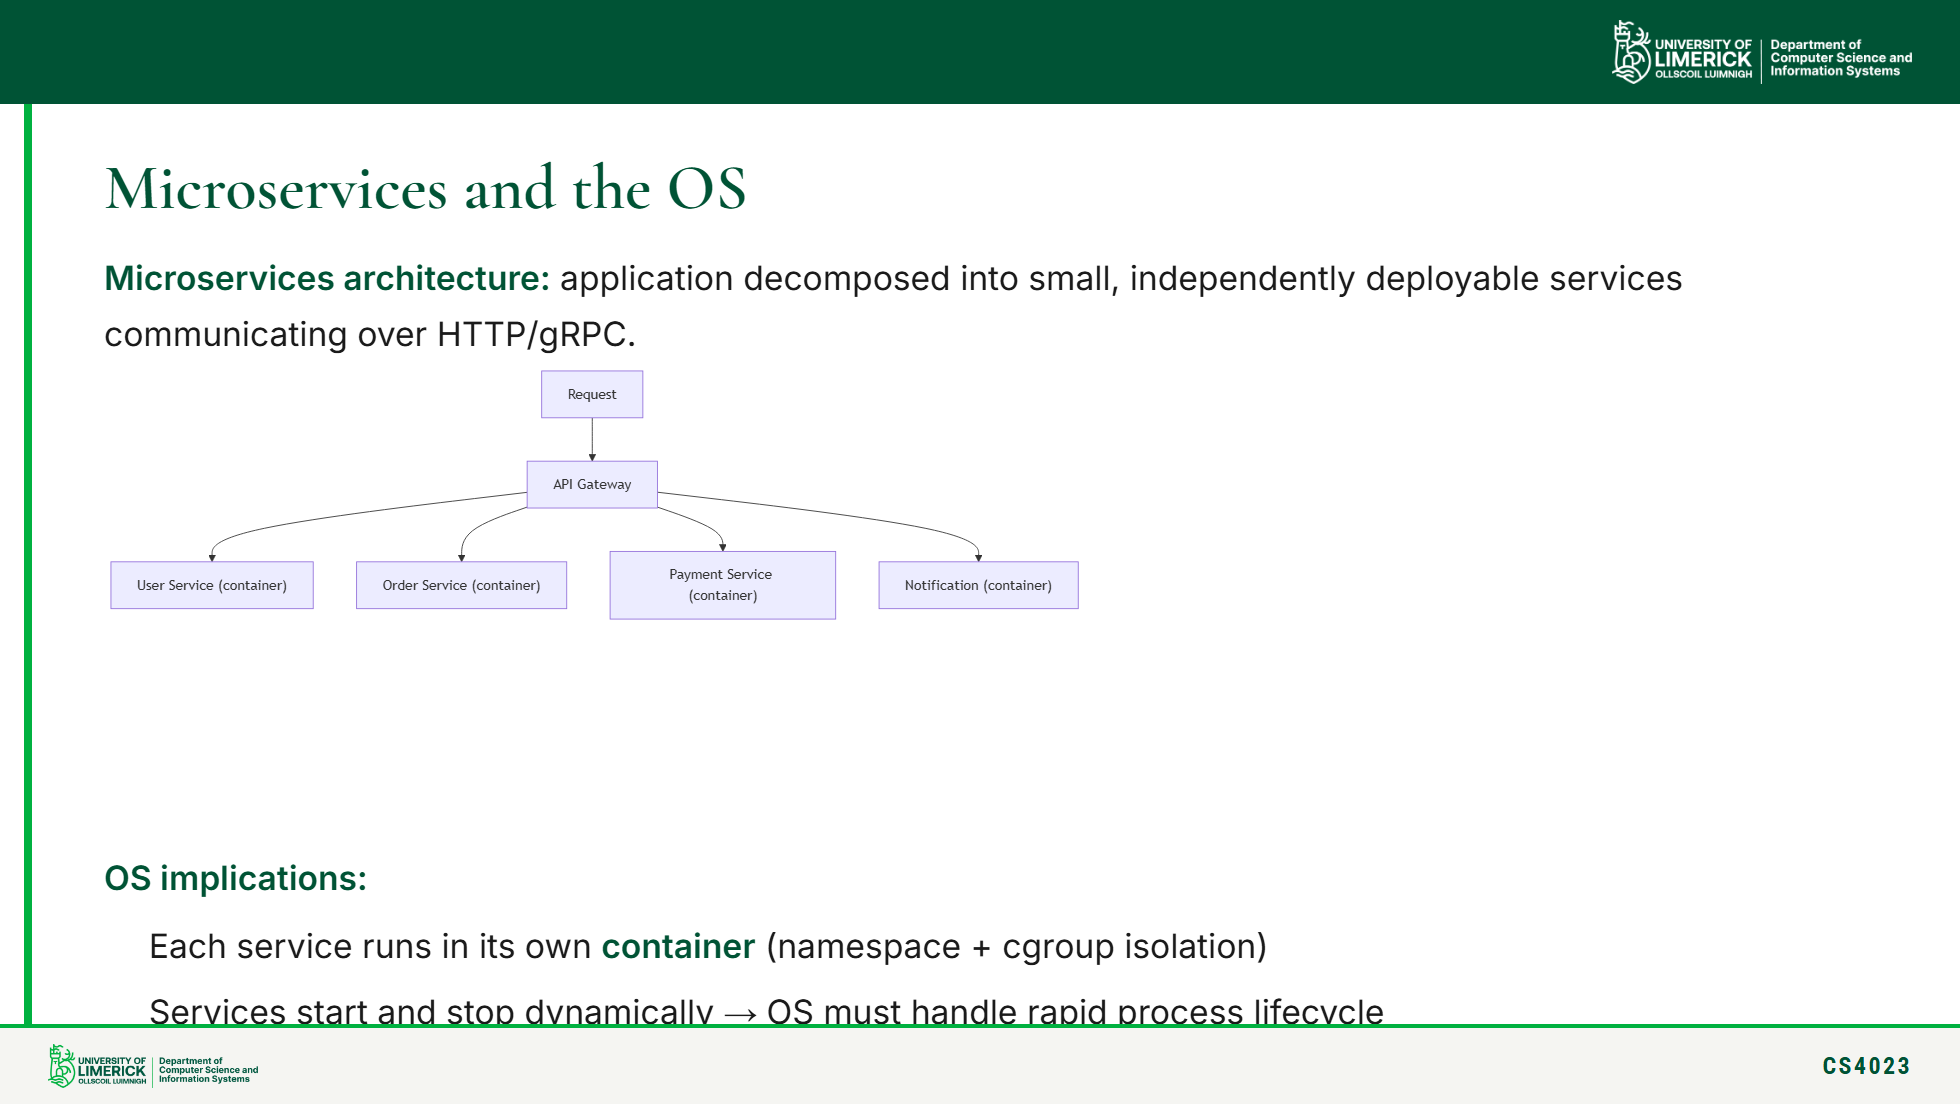 UNIVERSITY OF
LIMERICK
OLLSCOIL LUIMNIGH
Department of
Computer Science and
Information Systems
Microservices and the OS
Microservices architecture: application decomposed into small, independently deployable services
communicating over HTTP/gRPC.
Request
API Gateway
User Service (container)
Order Service (container)
Payment Service
(container)
Notification (container)
OS implications:
Each service runs in its own container (namespace + cgroup isolation)
Services start and stop dynamically → OS must handle rapid process lifecycle
UNIVERSITY OF
LIMERICK
OLLSCOIL LUIMNIGH
Department of
Computer Science and
Information Systems
CS4023